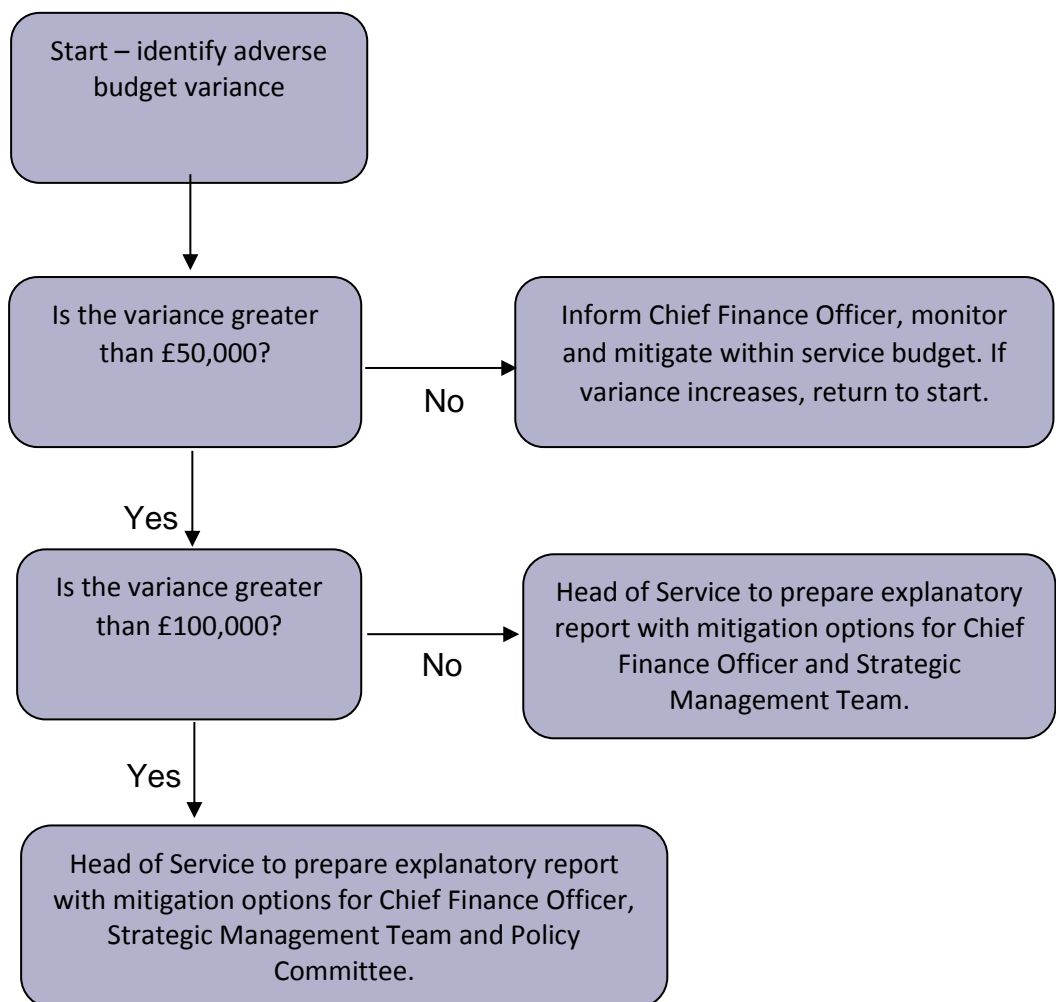 Start – identify adverse
budget variance
Is the variance greater
than £50,000?
No
Inform Chief Finance Officer, monitor
and mitigate within service budget. If
variance increases, return to start.
Yes
Is the variance greater
than £100,000?
No
Head of Service to prepare explanatory
report with mitigation options for Chief
Finance Officer and Strategic
Management Team.
Yes
Head of Service to prepare explanatory report
with mitigation options for Chief Finance Officer,
Strategic Management Team and Policy
Committee.